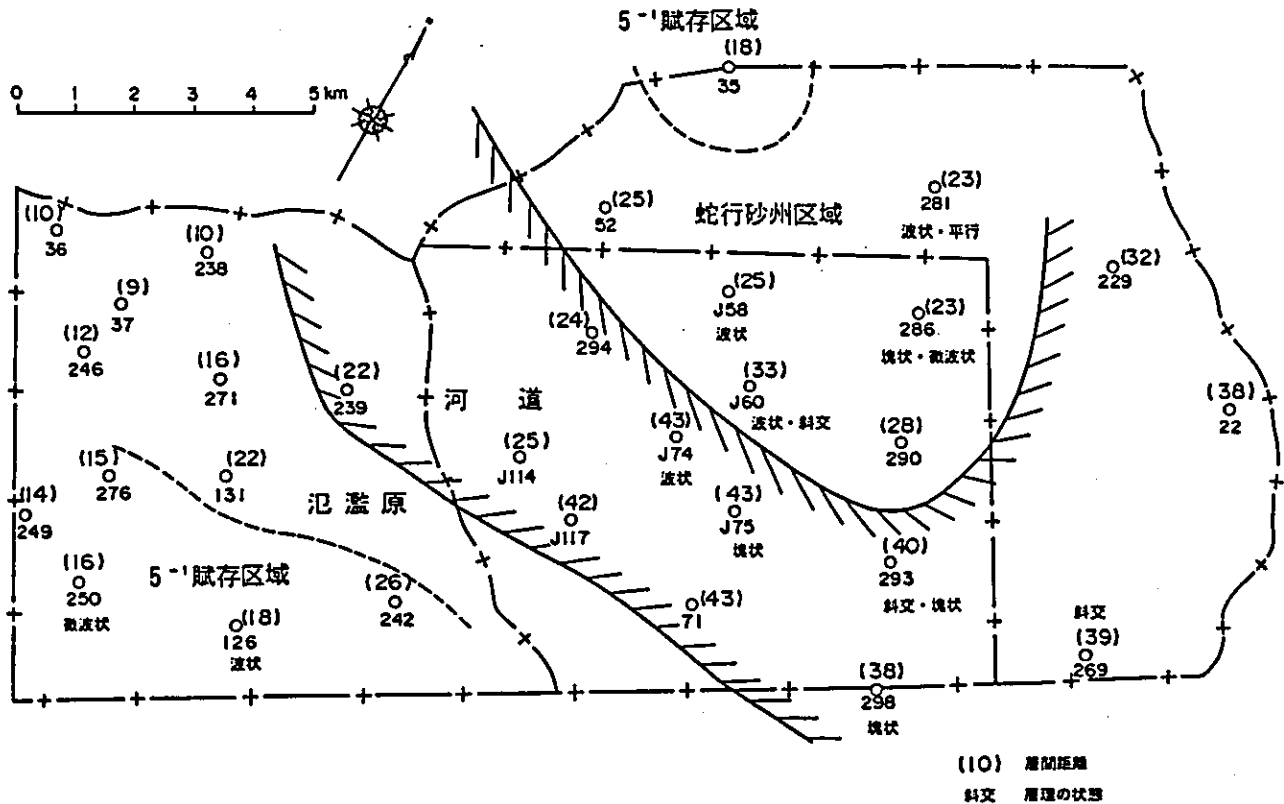 5⁻¹賦存区域
(18)
35
0 1 2 3 4 5 km
(10)
36
(10)
238
(9)
37
(12)
246
(16)
271
(22)
239
(15)
276
(22)
131
(14)
249
(16)
250
微波状
(18)
126
波状
(26)
242
氾濫原
5⁻¹賦存区域
河道
(25)
52
蛇行砂州区域
(23)
281
波状・平行
(32)
229
(25)
J58
波状
(24)
294
(23)
286
塊状・微波状
(33)
J60
波状・斜交
(38)
22
(43)
J74
波状
(28)
290
(25)
J114
(42)
J117
(43)
J75
塊状
(40)
293
斜交・塊状
(43)
71
斜交
(39)
269
(38)
298
塊状
(10) 層間距離
斜交 層理の状態